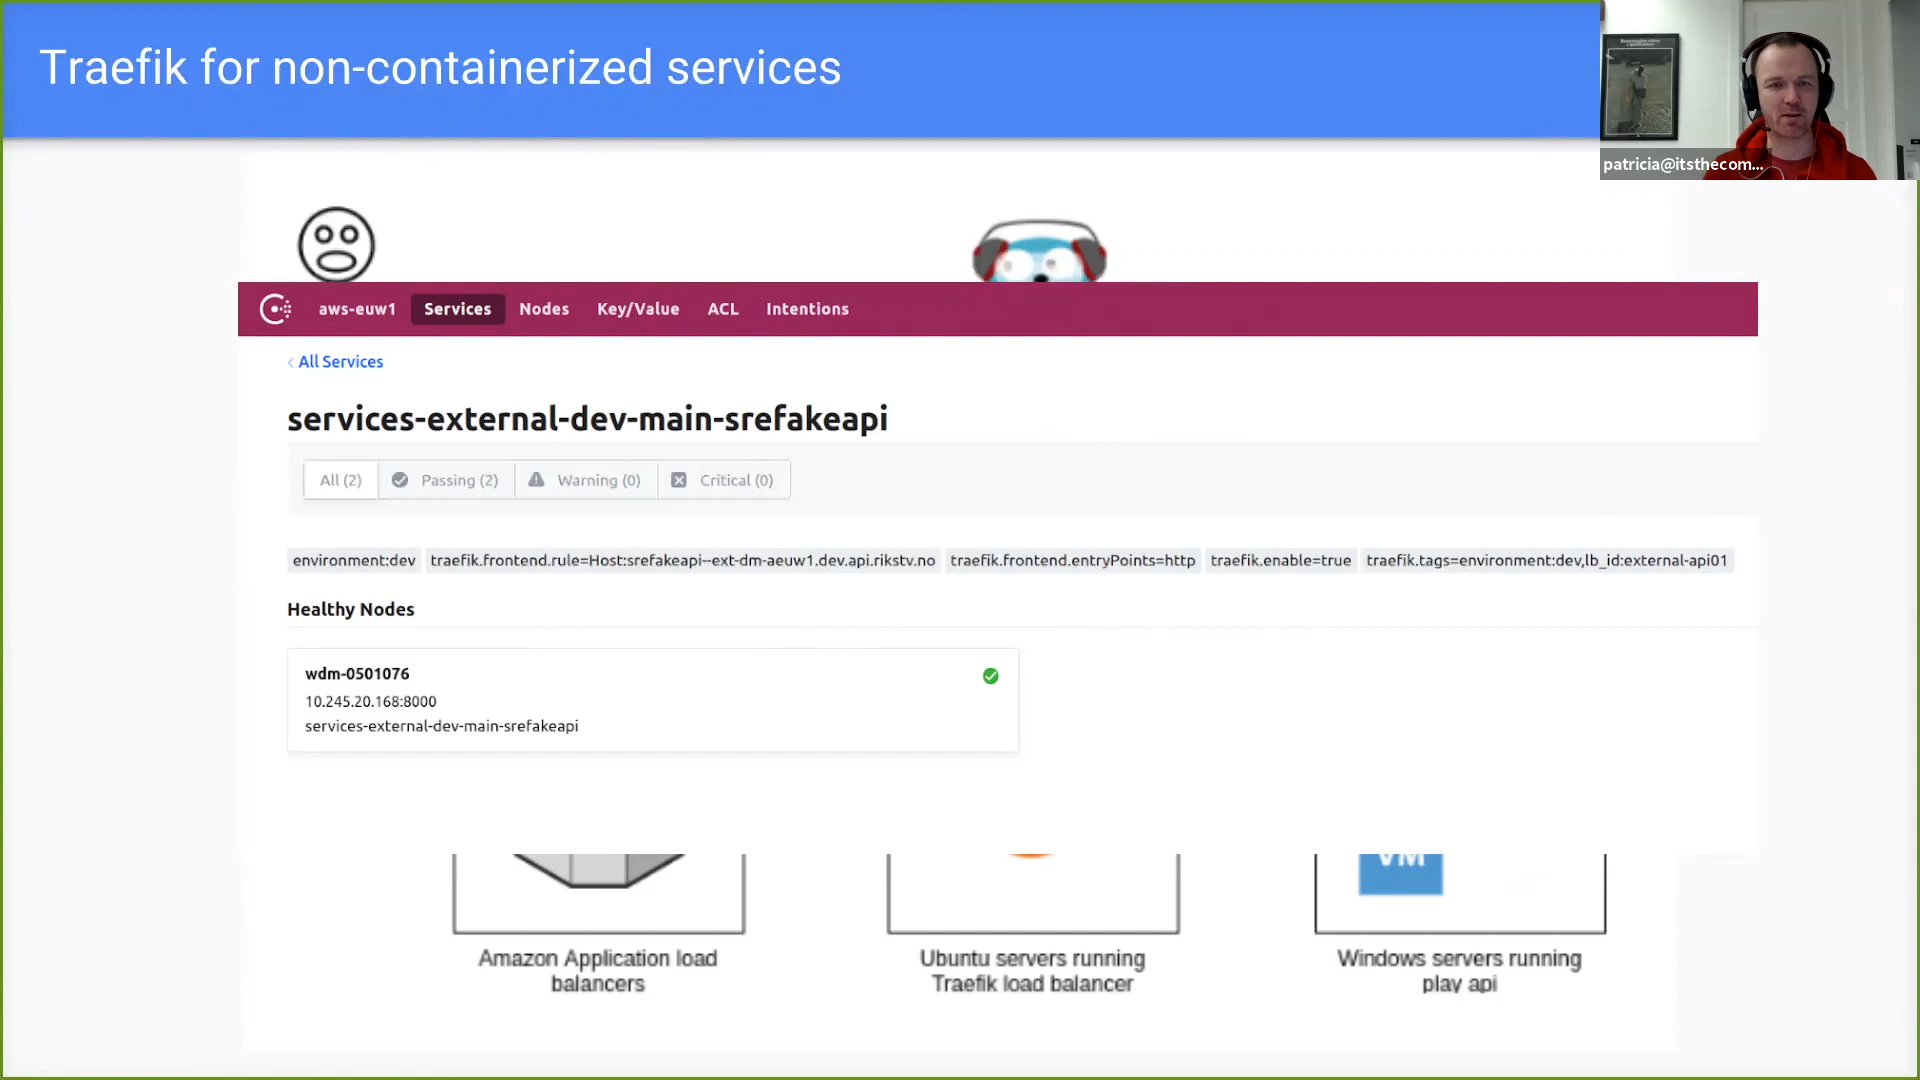 Traefik for non-containerized services
patricia@itsthecom...
aws-euw1 Services Nodes Key/Value ACL Intentions
‹ All Services
services-external-dev-main-srefakeapi
All (2) Passing (2) Warning (0) Critical (0)
environment:dev traefik.frontend.rule=Host:srefakeapi--ext-dm-aeuw1.dev.api.rikstv.no traefik.frontend.entryPoints=http traefik.enable=true traefik.tags=environment:dev,lb_id:external-api01
Healthy Nodes
wdm-0501076
10.245.20.168:8000
services-external-dev-main-srefakeapi
VM
Amazon Application load
balancers
Ubuntu servers running
Traefik load balancer
Windows servers running
play api